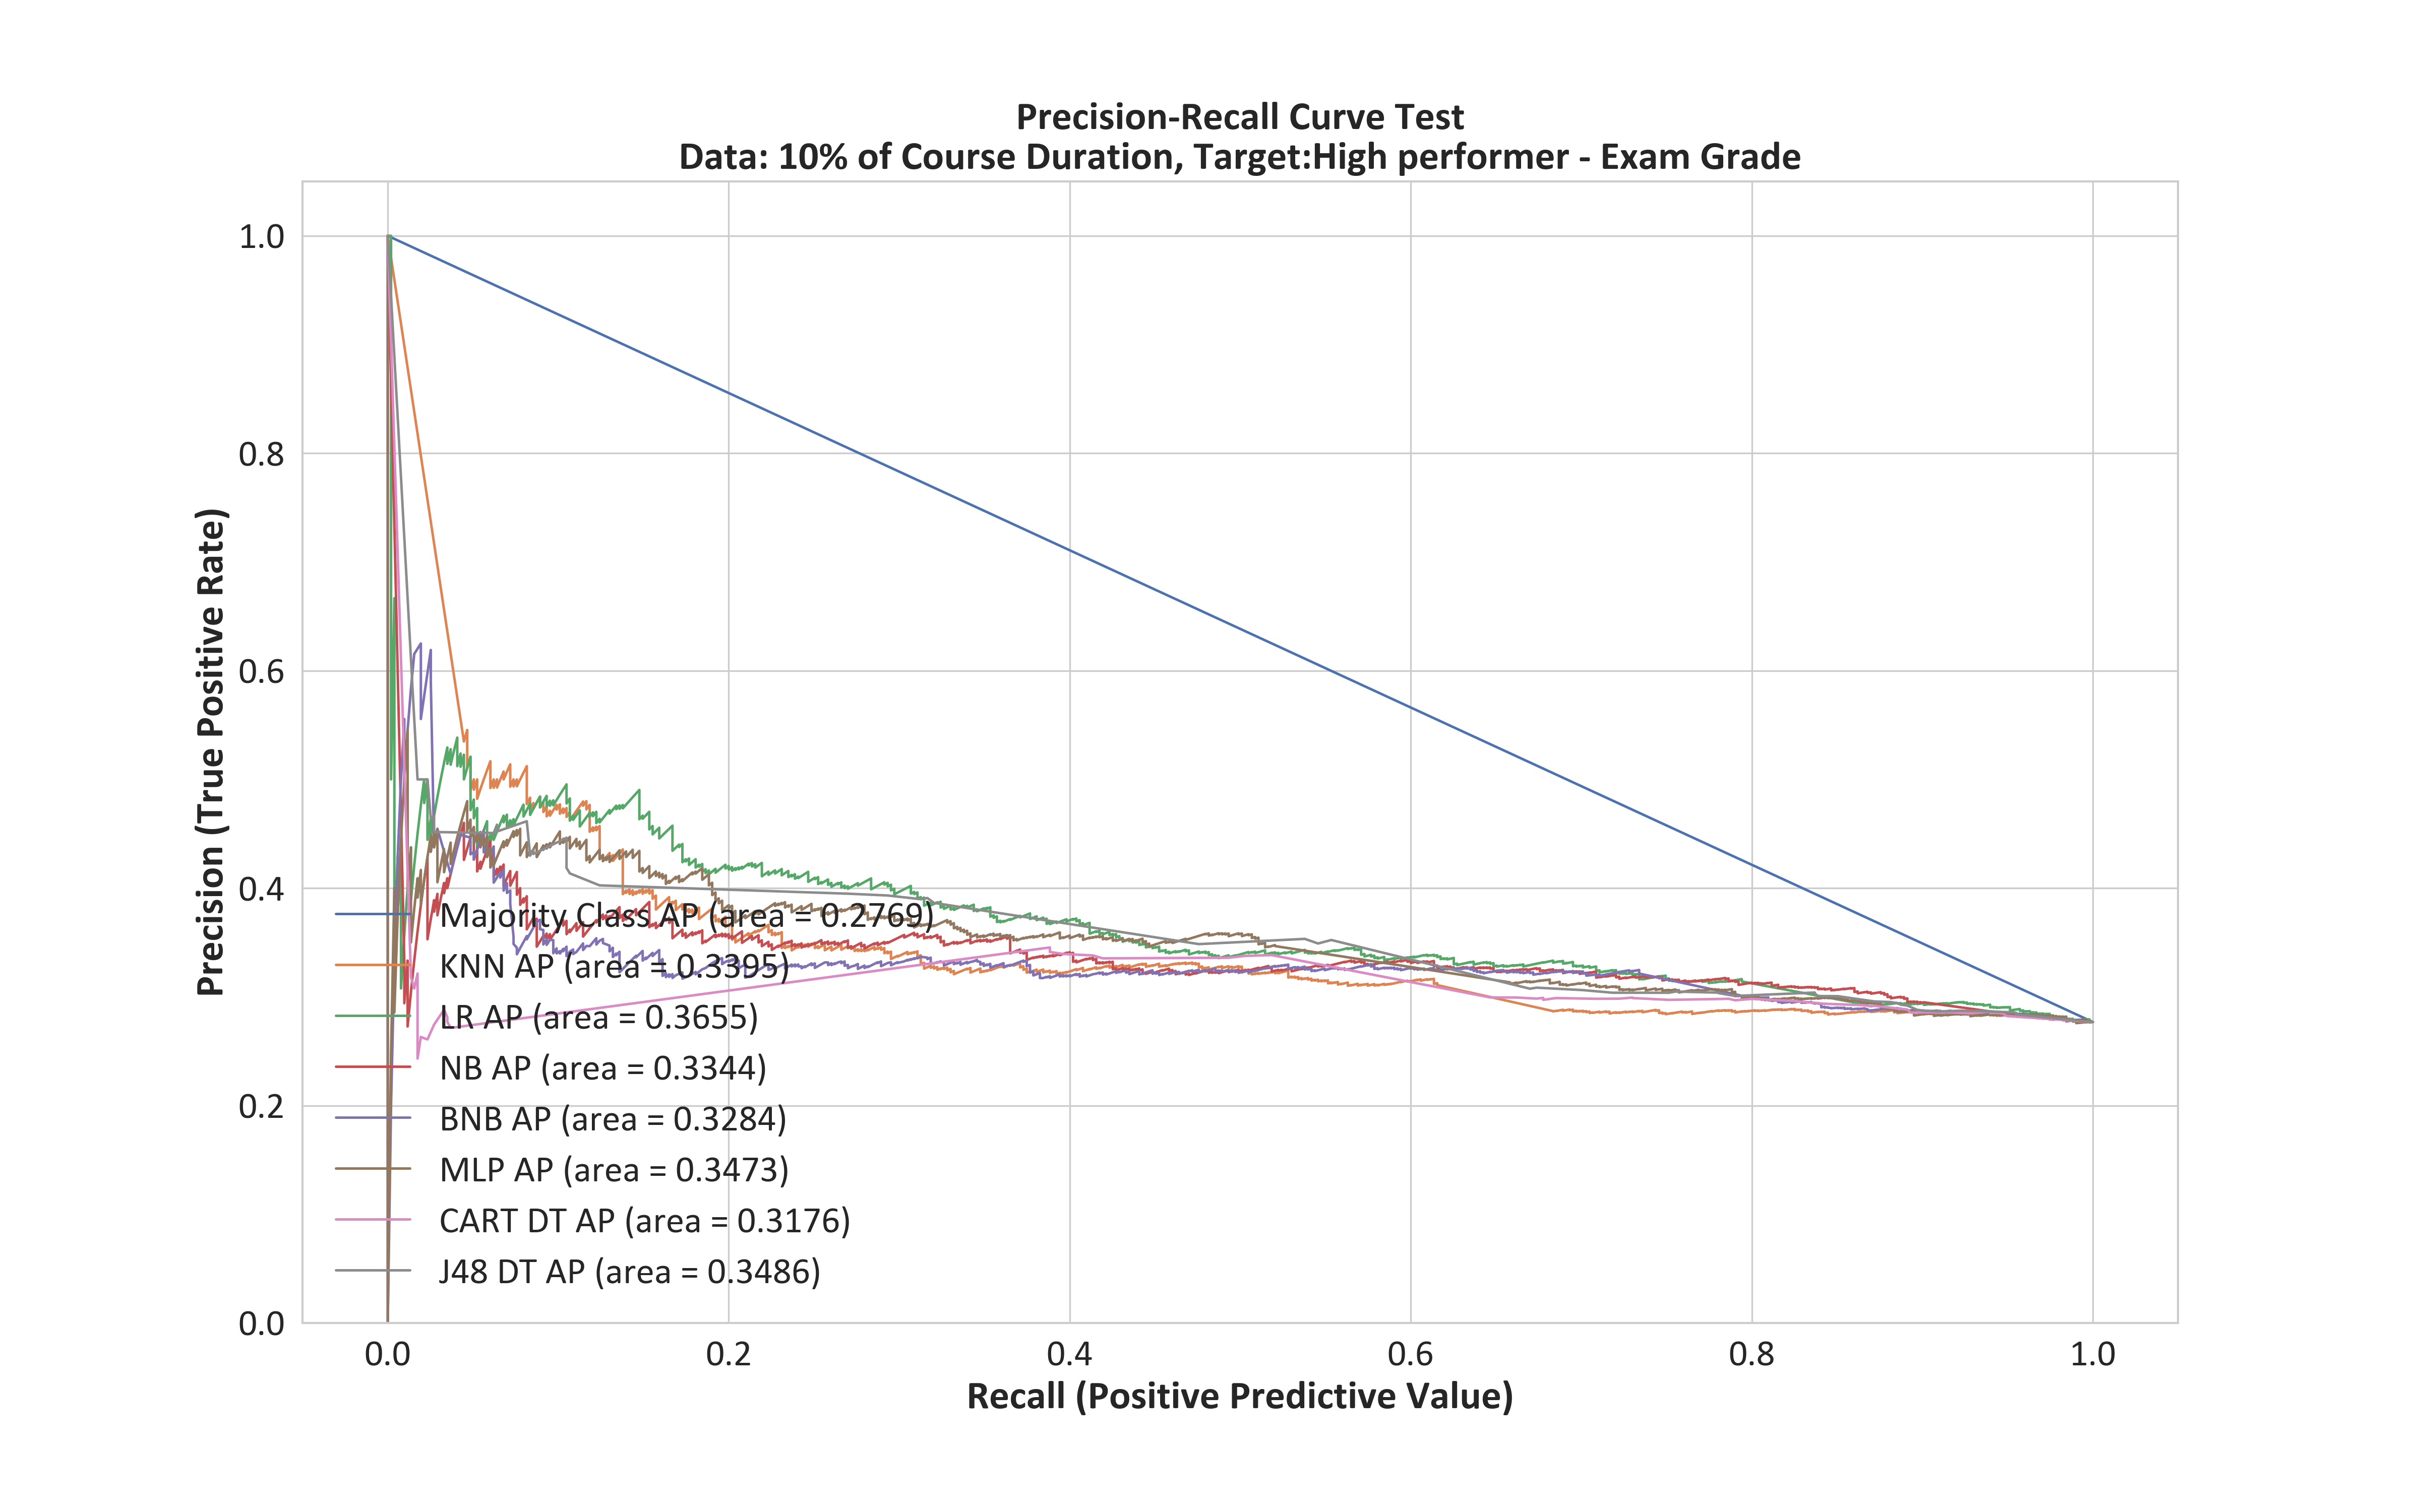 Precision-Recall Curve Test
Data: 10% of Course Duration, Target:High performer - Exam Grade
Precision (True Positive Rate)
1.0
0.8
0.6
0.4
0.2
0.0
Majority Class AP (area = 0.2769)
KNN AP (area = 0.3395)
LR AP (area = 0.3655)
NB AP (area = 0.3344)
BNB AP (area = 0.3284)
MLP AP (area = 0.3473)
CART DT AP (area = 0.3176)
J48 DT AP (area = 0.3486)
0.0 0.2 0.4 0.6 0.8 1.0
Recall (Positive Predictive Value)